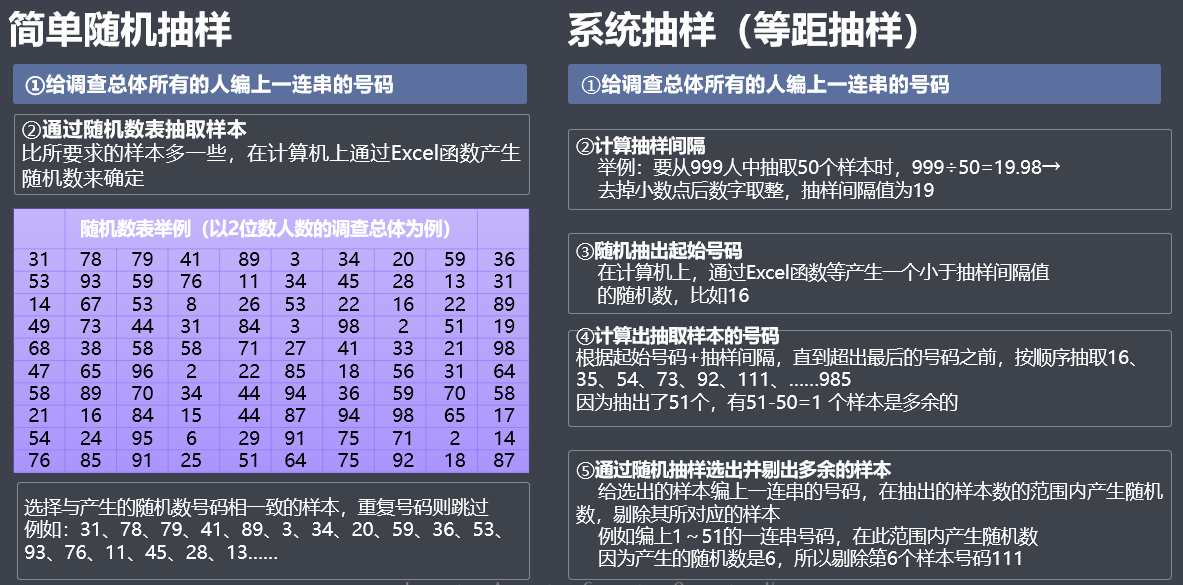 简单随机抽样
①给调查总体所有的人编上一连串的号码
②通过随机数表抽取样本
比所要求的样本多一些，在计算机上通过Excel函数产生
随机数来确定
随机数表举例（以2位数人数的调查总体为例）
31 78 79 41 89 3 34 20 59 36
53 93 59 76 11 34 45 28 13 31
14 67 53 8 26 53 22 16 22 89
49 73 44 31 84 3 98 2 51 19
68 38 58 58 71 27 41 33 21 98
47 65 96 2 22 85 18 56 31 64
58 89 70 34 44 94 36 59 70 58
21 16 84 15 44 87 94 98 65 17
54 24 95 6 29 91 75 71 2 14
76 85 91 25 51 64 75 92 18 87
选择与产生的随机数号码相一致的样本，重复号码则跳过
例如：31、78、79、41、89、3、34、20、59、36、53、
93、76、11、45、28、13......
系统抽样（等距抽样）
①给调查总体所有的人编上一连串的号码
②计算抽样间隔
举例：要从999人中抽取50个样本时，999÷50=19.98→
去掉小数点后数字取整，抽样间隔值为19
③随机抽出起始号码
在计算机上，通过Excel函数等产生一个小于抽样间隔值
的随机数，比如16
④计算出抽取样本的号码
根据起始号码+抽样间隔，直到超出最后的号码之前，按顺序抽取16、
35、54、73、92、111、......985
因为抽出了51个，有51-50=1 个样本是多余的
⑤通过随机抽样选出并剔出多余的样本
给选出的样本编上一连串的号码，在抽出的样本数的范围内产生随机
数，剔除其所对应的样本
例如编上1～51的一连串号码，在此范围内产生随机数
因为产生的随机数是6，所以剔除第6个样本号码111